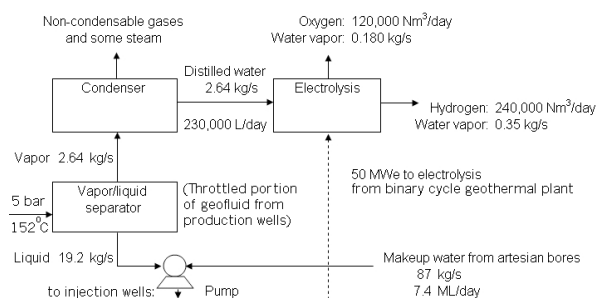 Non-condensable gases
and some steam
Oxygen: 120,000 Nm³/day
Water vapor: 0.180 kg/s
Condenser
Distilled water
2.64 kg/s
230,000 L/day
Electrolysis
Hydrogen: 240,000 Nm³/day
Water vapor: 0.35 kg/s
Vapor 2.64 kg/s
50 MWe to electrolysis
from binary cycle geothermal plant
5 bar
152°C
Vapor/liquid
separator
(Throttled portion
of geofluid from
production wells)
Liquid 19.2 kg/s
Makeup water from artesian bores
87 kg/s
7.4 ML/day
to injection wells:
Pump